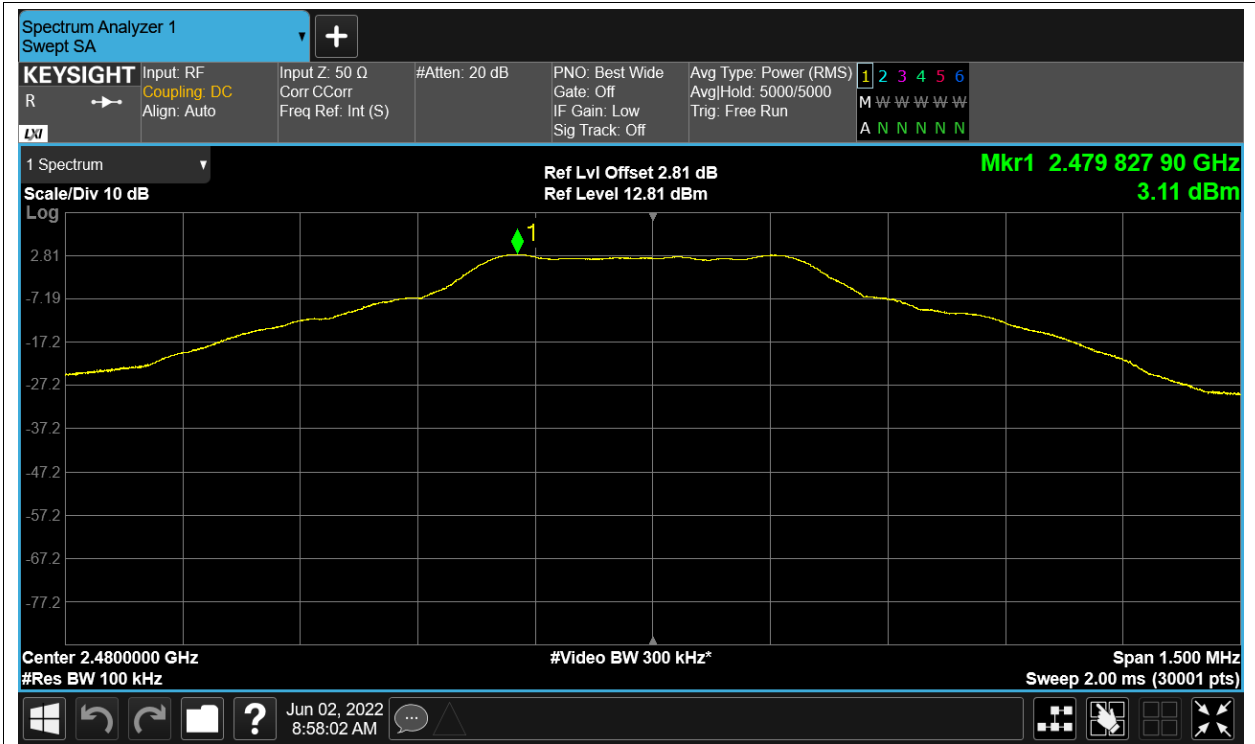 Spectrum Analyzer 1
Swept SA
KEYSIGHT
R
LXI
Input: RF
Coupling: DC
Align: Auto
Input Z: 50 Ω
Corr CCorr
Freq Ref: Int (S)
#Atten: 20 dB
PNO: Best Wide
Gate: Off
IF Gain: Low
Sig Track: Off
Avg Type: Power (RMS)
Avg|Hold: 5000/5000
Trig: Free Run
1 2 3 4 5 6
M W W W W W
A N N N N N
1 Spectrum
Scale/Div 10 dB
Log
Ref Lvl Offset 2.81 dB
Ref Level 12.81 dBm
Mkr1 2.479 827 90 GHz
3.11 dBm
1
2.81
-7.19
-17.2
-27.2
-37.2
-47.2
-57.2
-67.2
-77.2
Center 2.4800000 GHz
#Res BW 100 kHz
#Video BW 300 kHz*
Span 1.500 MHz
Sweep 2.00 ms (30001 pts)
?
Jun 02, 2022
8:58:02 AM